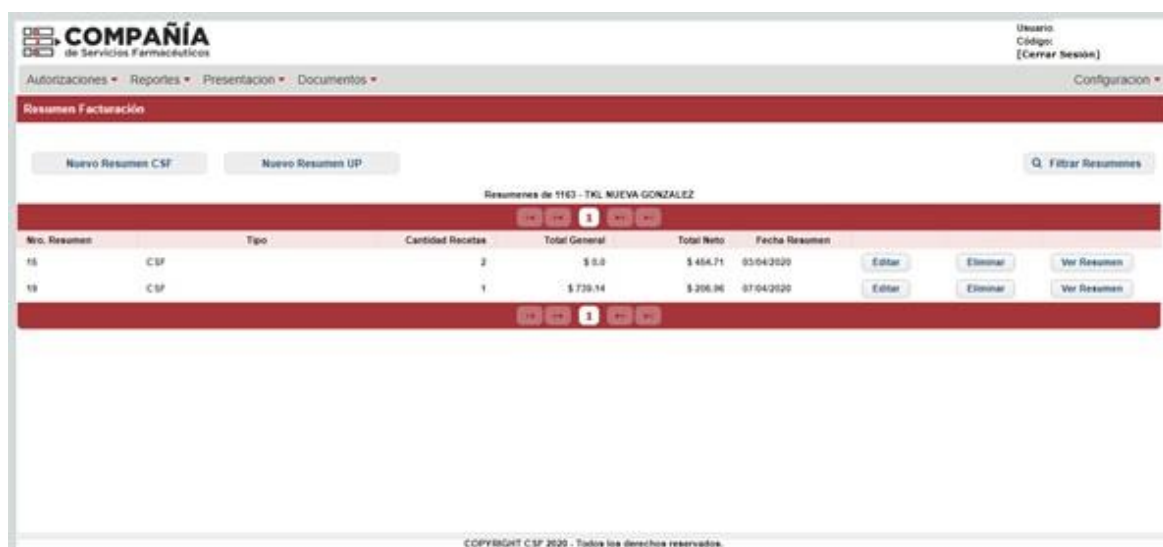 COMPAÑÍA
de Servicios Farmacéuticos
Usuario:
Código:
[Cerrar Sesión]
Autorizaciones Reportes Presentacion Documentos Configuracion
Resumen Facturación
Nuevo Resumen CSF Nuevo Resumen UP Filtrar Resumenes
Resumenes de 1163 - TKL NUEVA GONZALEZ
1
Nro. Resumen Tipo Cantidad Recetas Total General Total Neto Fecha Resumen
CSF 2 $ 0.0 $ 454.71 03/04/2020 Editar Eliminar Ver Resumen
CSF 1 $ 739.14 $ 206.96 07/04/2020 Editar Eliminar Ver Resumen
1
COPYRIGHT CSF 2020 - Todos los derechos reservados.